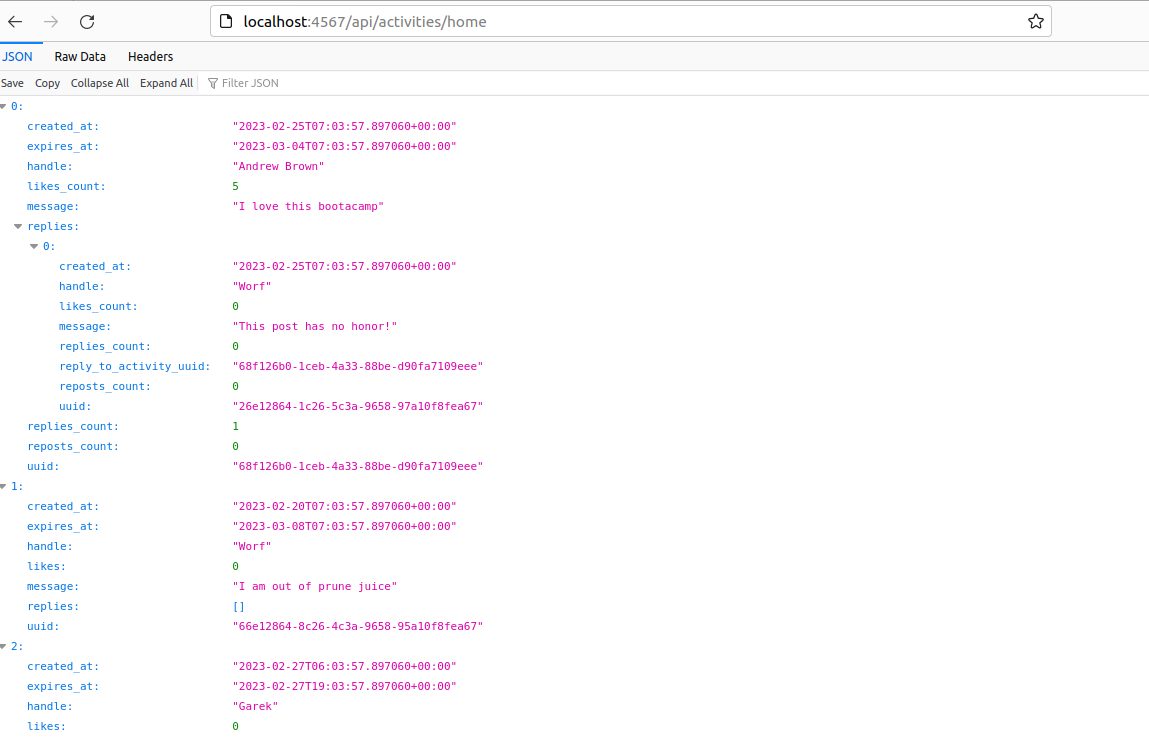 localhost:4567/api/activities/home
JSON Raw Data Headers
Save Copy Collapse All Expand All Filter JSON
0:
created_at: "2023-02-25T07:03:57.897060+00:00"
expires_at: "2023-03-04T07:03:57.897060+00:00"
handle: "Andrew Brown"
likes_count: 5
message: "I love this bootacamp"
replies:
0:
created_at: "2023-02-25T07:03:57.897060+00:00"
handle: "Worf"
likes_count: 0
message: "This post has no honor!"
replies_count: 0
reply_to_activity_uuid: "68f126b0-1ceb-4a33-88be-d90fa7109eee"
reposts_count: 0
uuid: "26e12864-1c26-5c3a-9658-97a10f8fea67"
replies_count: 1
reposts_count: 0
uuid: "68f126b0-1ceb-4a33-88be-d90fa7109eee"
1:
created_at: "2023-02-20T07:03:57.897060+00:00"
expires_at: "2023-03-08T07:03:57.897060+00:00"
handle: "Worf"
likes: 0
message: "I am out of prune juice"
replies: []
uuid: "66e12864-8c26-4c3a-9658-95a10f8fea67"
2:
created_at: "2023-02-27T06:03:57.897060+00:00"
expires_at: "2023-02-27T19:03:57.897060+00:00"
handle: "Garek"
likes: 0